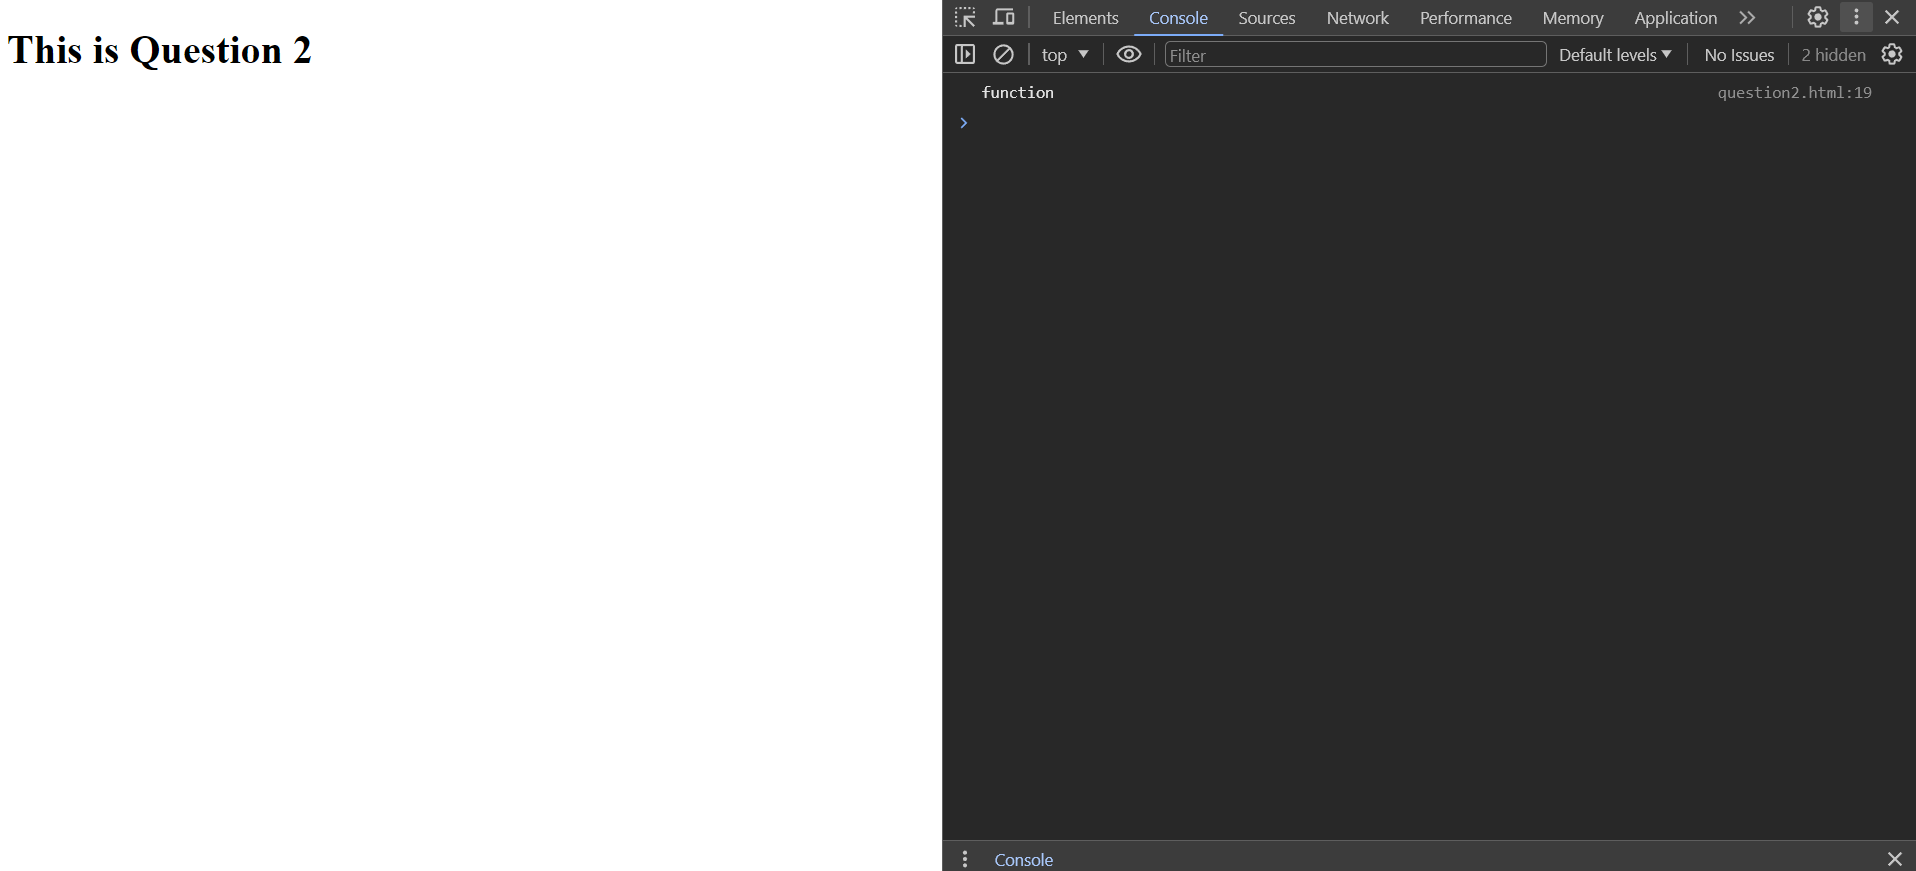 This is Question 2
Elements Console Sources Network Performance Memory Application
top Filter Default levels No Issues 2 hidden
function question2.html:19
Console